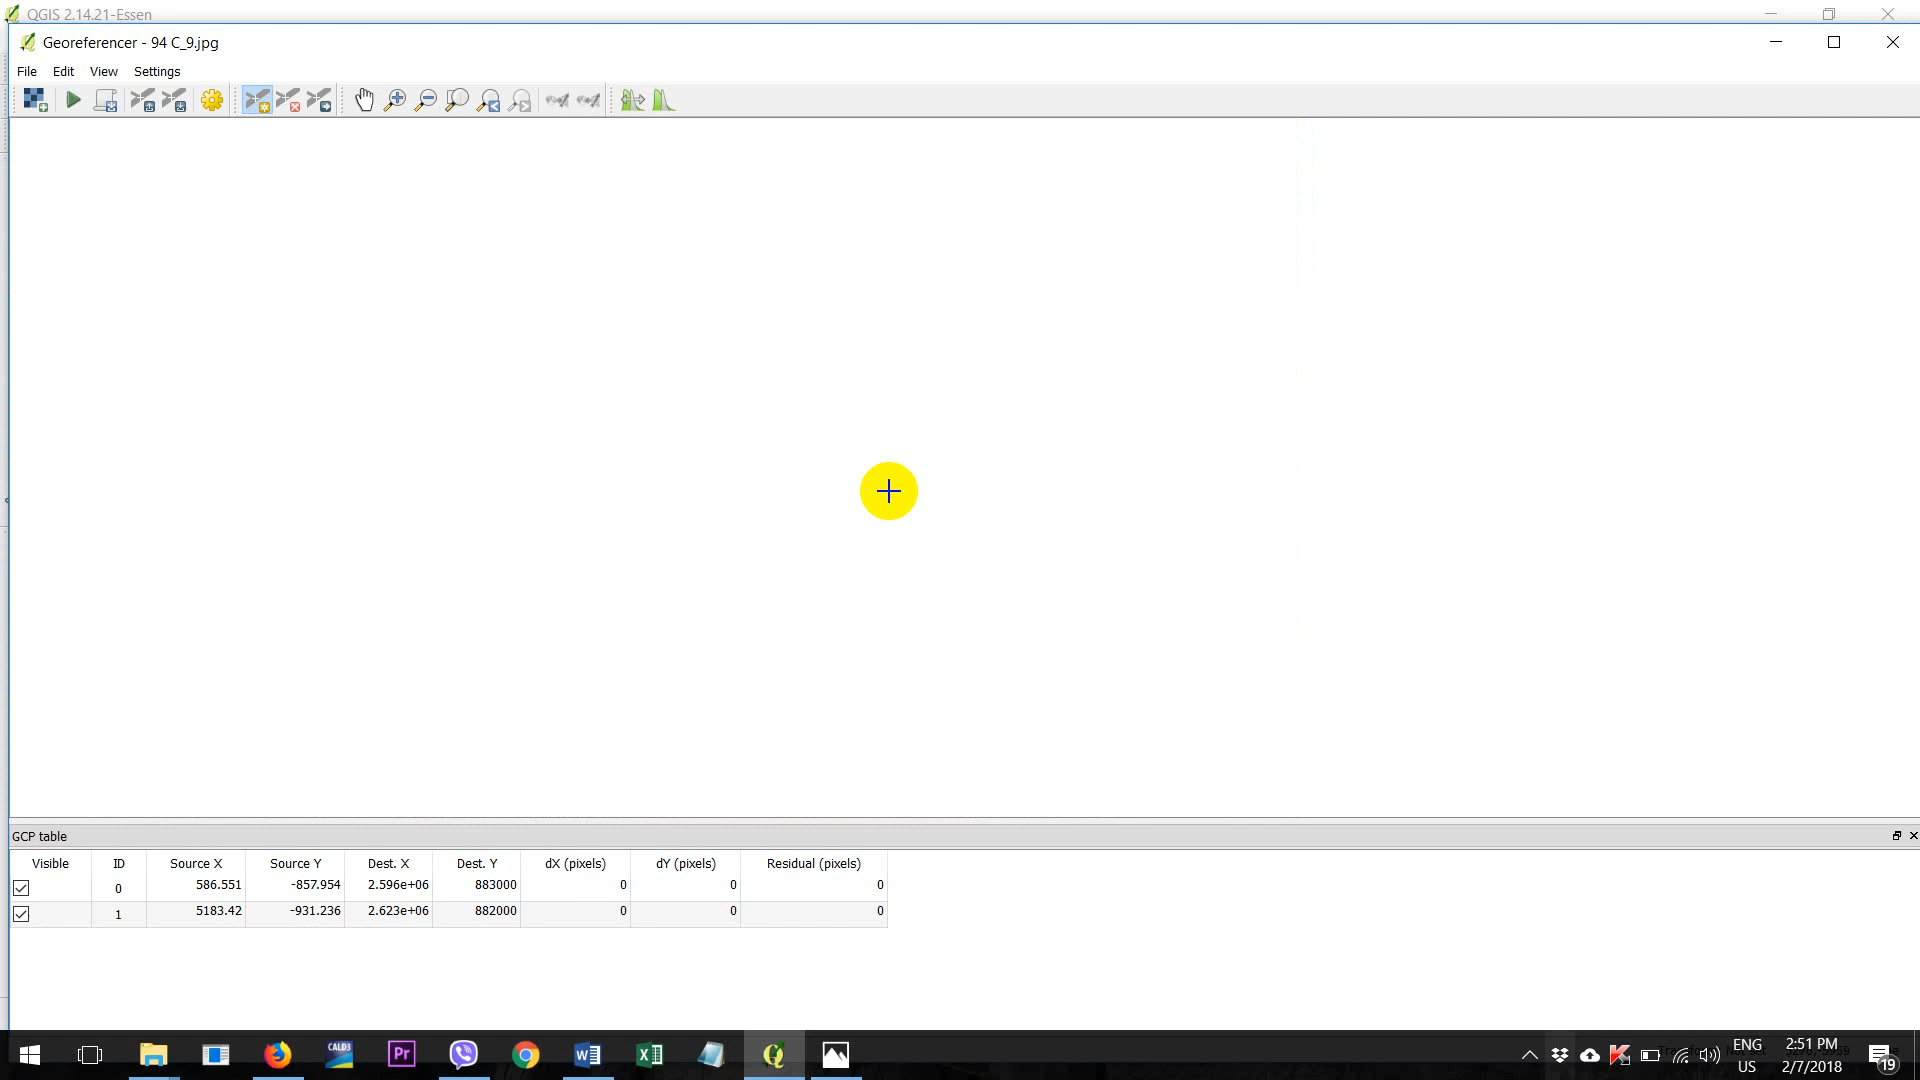 QGIS 2.14.21-Essen
Georeferencer - 94 C_9.jpg
File Edit View Settings
GCP table
Visible ID Source X Source Y Dest. X Dest. Y dX (pixels) dY (pixels) Residual (pixels)
0 586.551 -857.954 2.596e+06 883000 0 0 0
1 5183.42 -931.236 2.623e+06 882000 0 0 0
CALD3
Pr
ENG
US
2:51 PM
2/7/2018
19